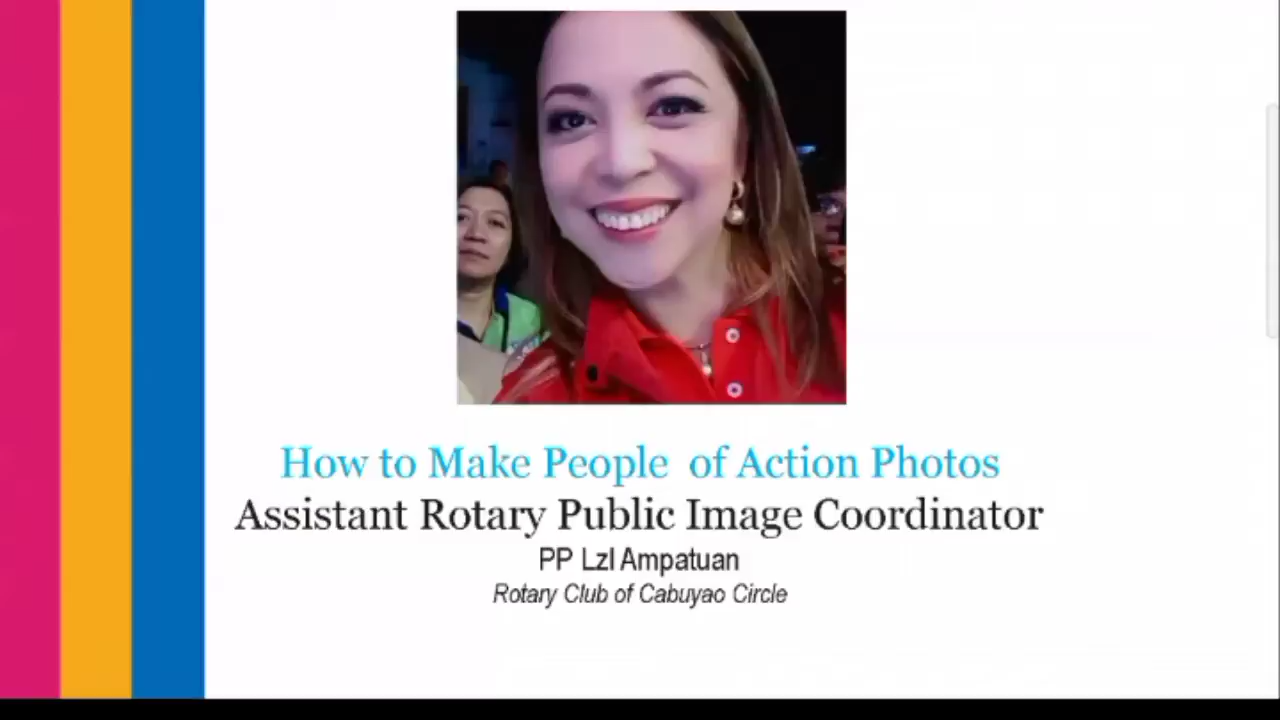 How to Make People of Action Photos
Assistant Rotary Public Image Coordinator
PP Lzl Ampatuan
Rotary Club of Cabuyao Circle